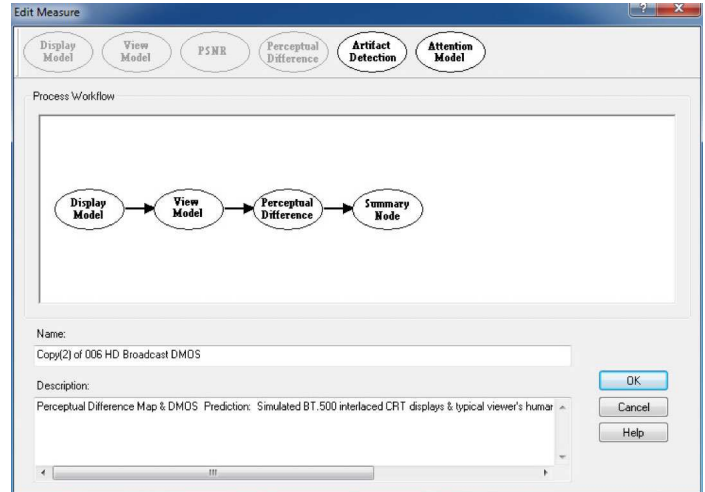 Edit Measure
? X
Display Model
View Model
PSNR
Perceptual Difference
Artifact Detection
Attention Model
Process Workflow
Display Model
View Model
Perceptual Difference
Summary Node
Name:
Copy(2) of 006 HD Broadcast DMOS
Description:
Perceptual Difference Map & DMOS Prediction: Simulated BT.500 interlaced CRT displays & typical viewer's humar
OK
Cancel
Help